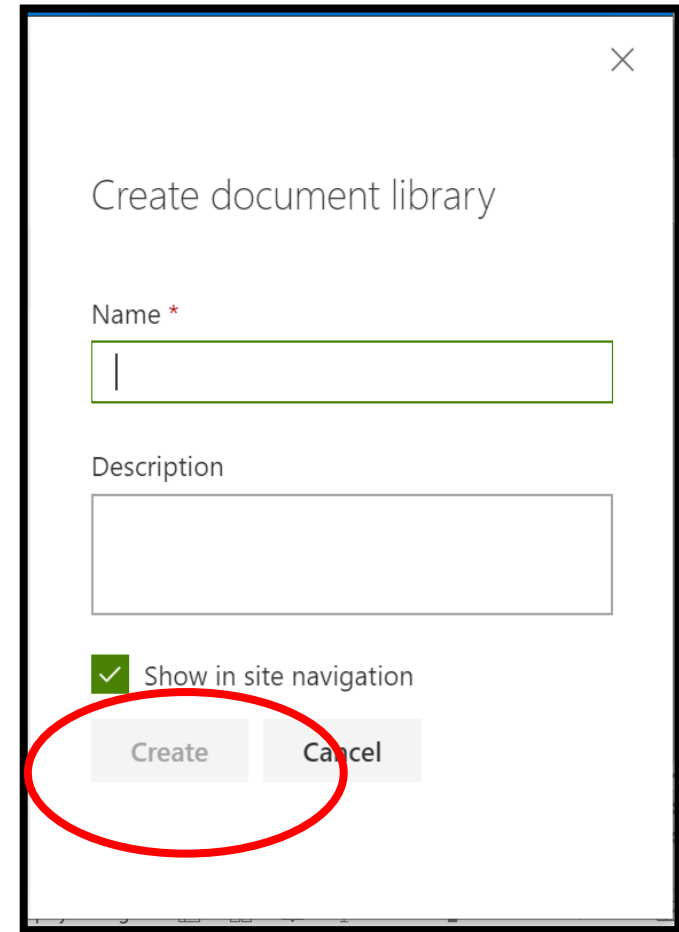 Create document library
Name *
Description
Show in site navigation
Create Cancel